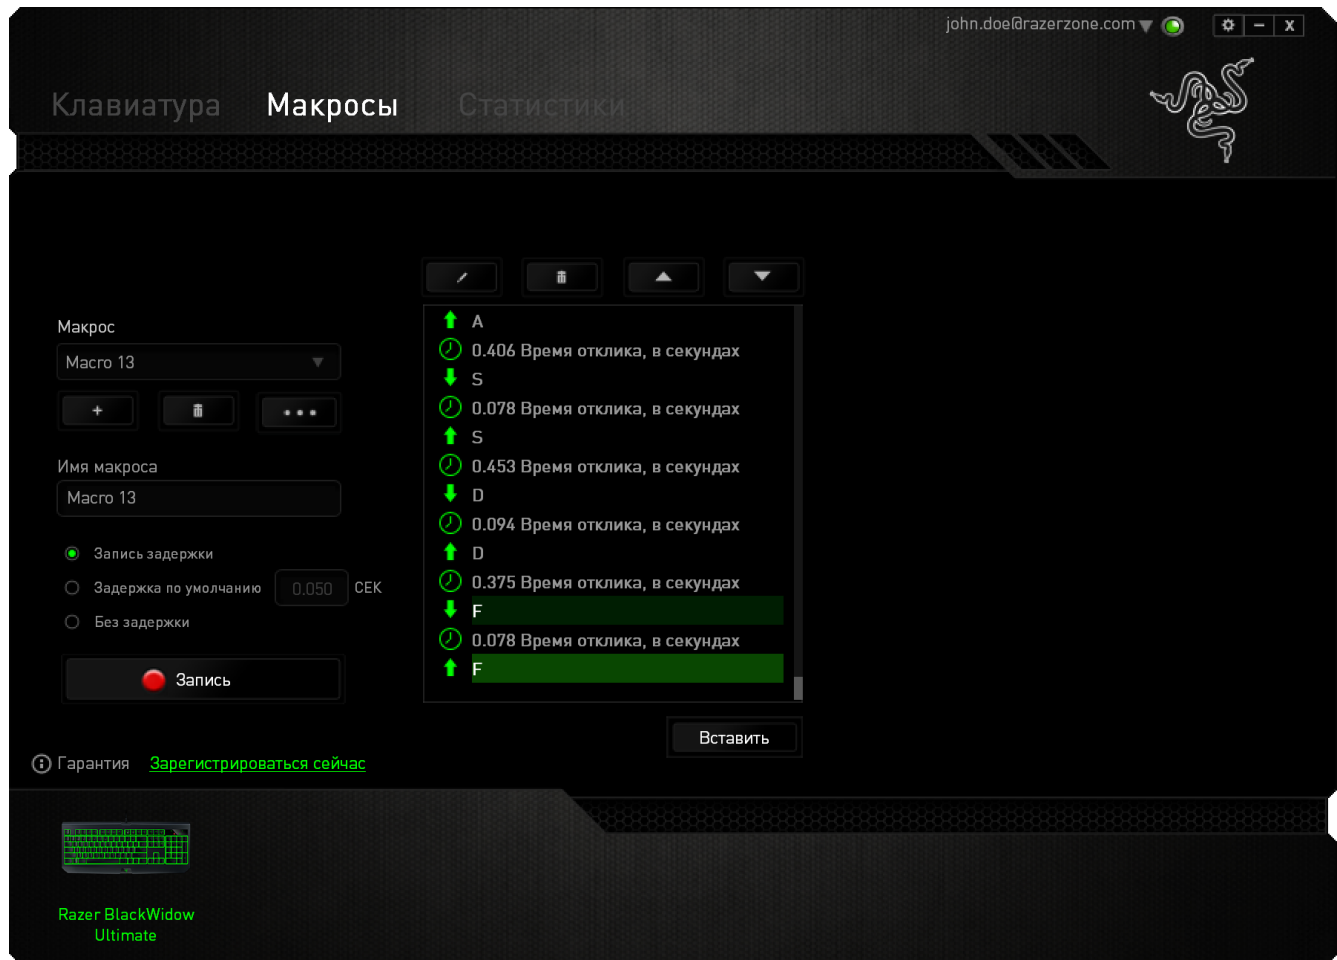 john.doe@razerzone.com
Клавиатура Макросы Статистики
Макрос
Macro 13
Имя макроса
Macro 13
Запись задержки
Задержка по умолчанию 0.050 СЕК
Без задержки
Запись
A
0.406 Время отклика, в секундах
S
0.078 Время отклика, в секундах
S
0.453 Время отклика, в секундах
D
0.094 Время отклика, в секундах
D
0.375 Время отклика, в секундах
F
0.078 Время отклика, в секундах
F
Вставить
Гарантия Зарегистрироваться сейчас
Razer BlackWidow
Ultimate